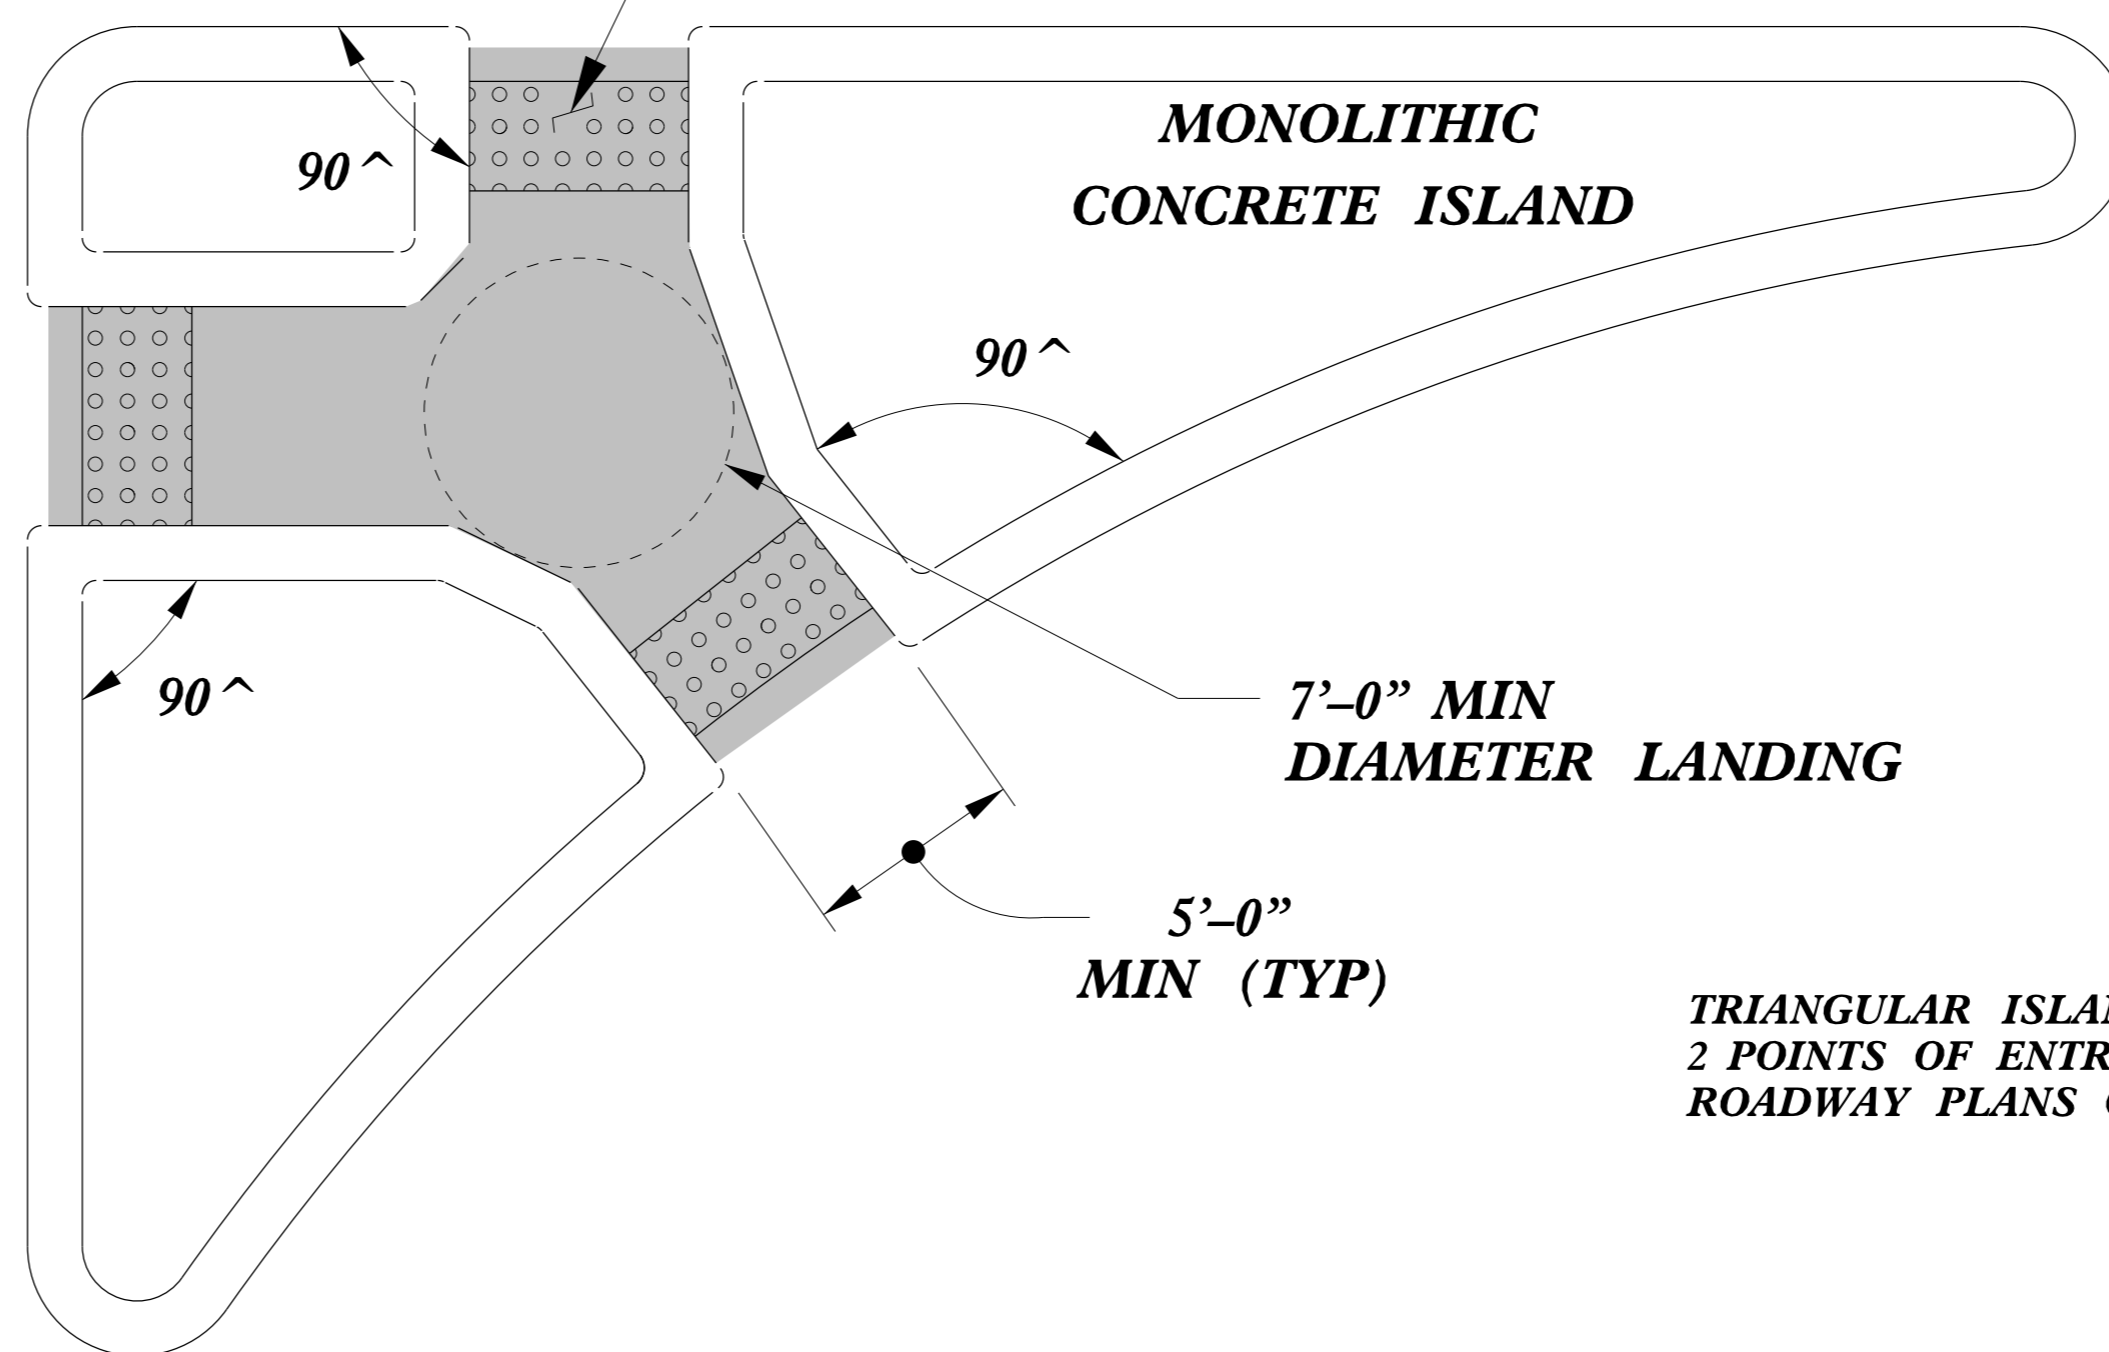 MONOLITHIC
CONCRETE ISLAND
90^
90^
90^
7’–0” MIN
DIAMETER LANDING
5’–0”
MIN (TYP)
TRIANGULAR
2 POINTS OF
ROADWAY PLANS